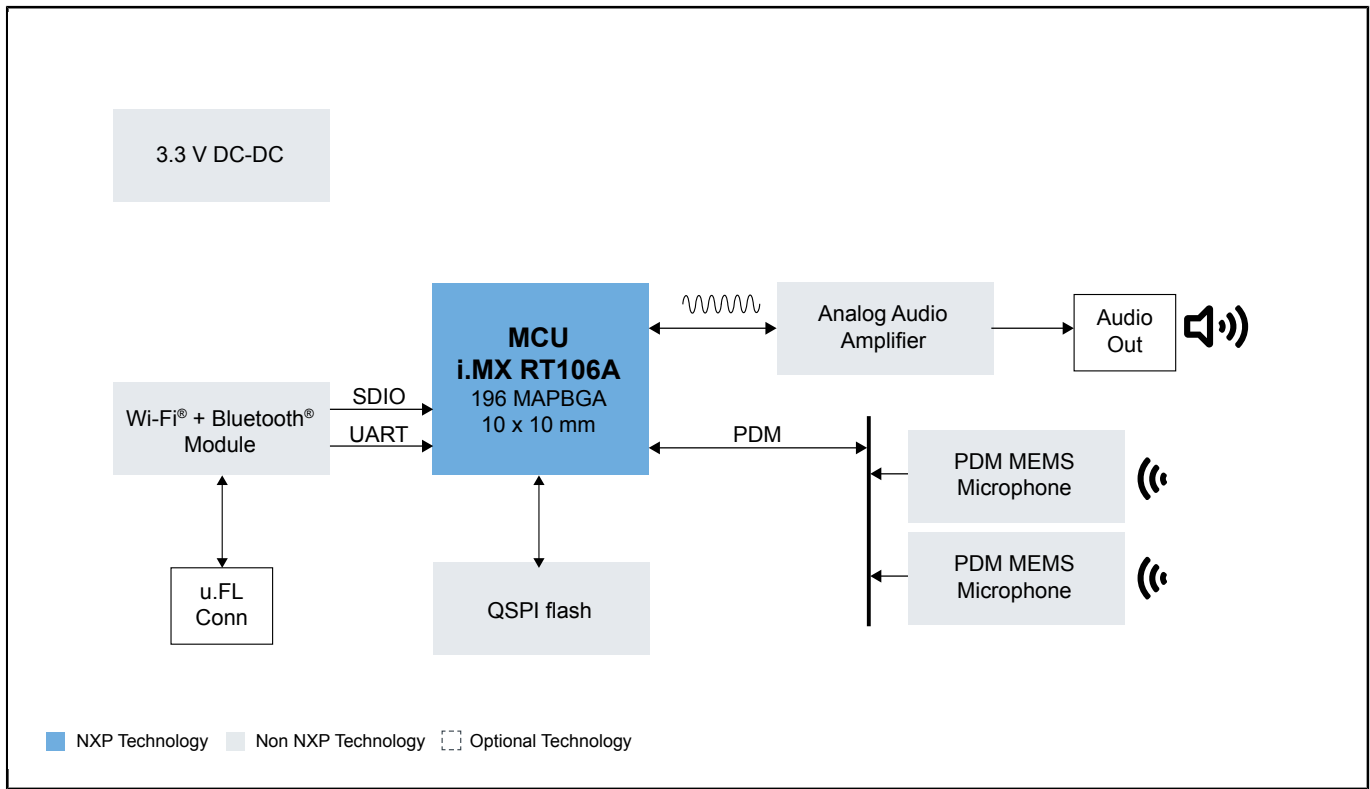 3.3 V DC-DC
MCU
i.MX RT106A
196 MAPBGA
10 x 10 mm
Analog Audio
Amplifier
Audio
Out
Wi-Fi® + Bluetooth®
Module
SDIO
UART
PDM
PDM MEMS
Microphone
PDM MEMS
Microphone
u.FL
Conn
QSPI flash
NXP Technology
Non NXP Technology
Optional Technology